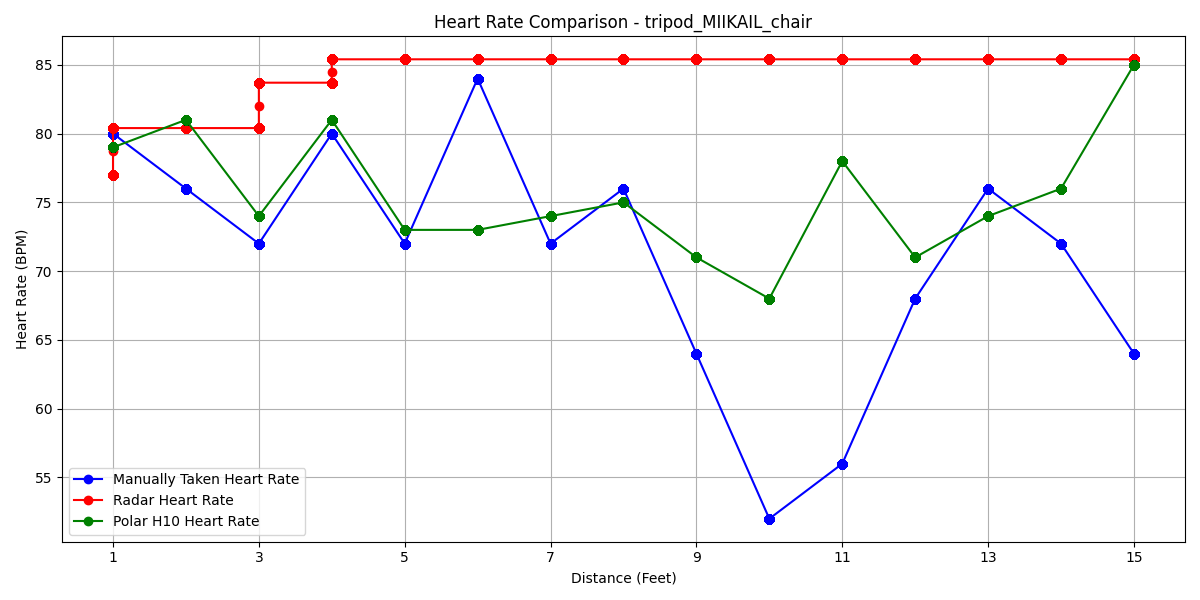 Heart Rate Comparison - tripod_MIIKAIL_chair
Heart Rate (BPM)
85
80
75
70
65
60
55
Manually Taken Heart Rate
Radar Heart Rate
Polar H10 Heart Rate
1 3 5 7 9 11 13 15
Distance (Feet)